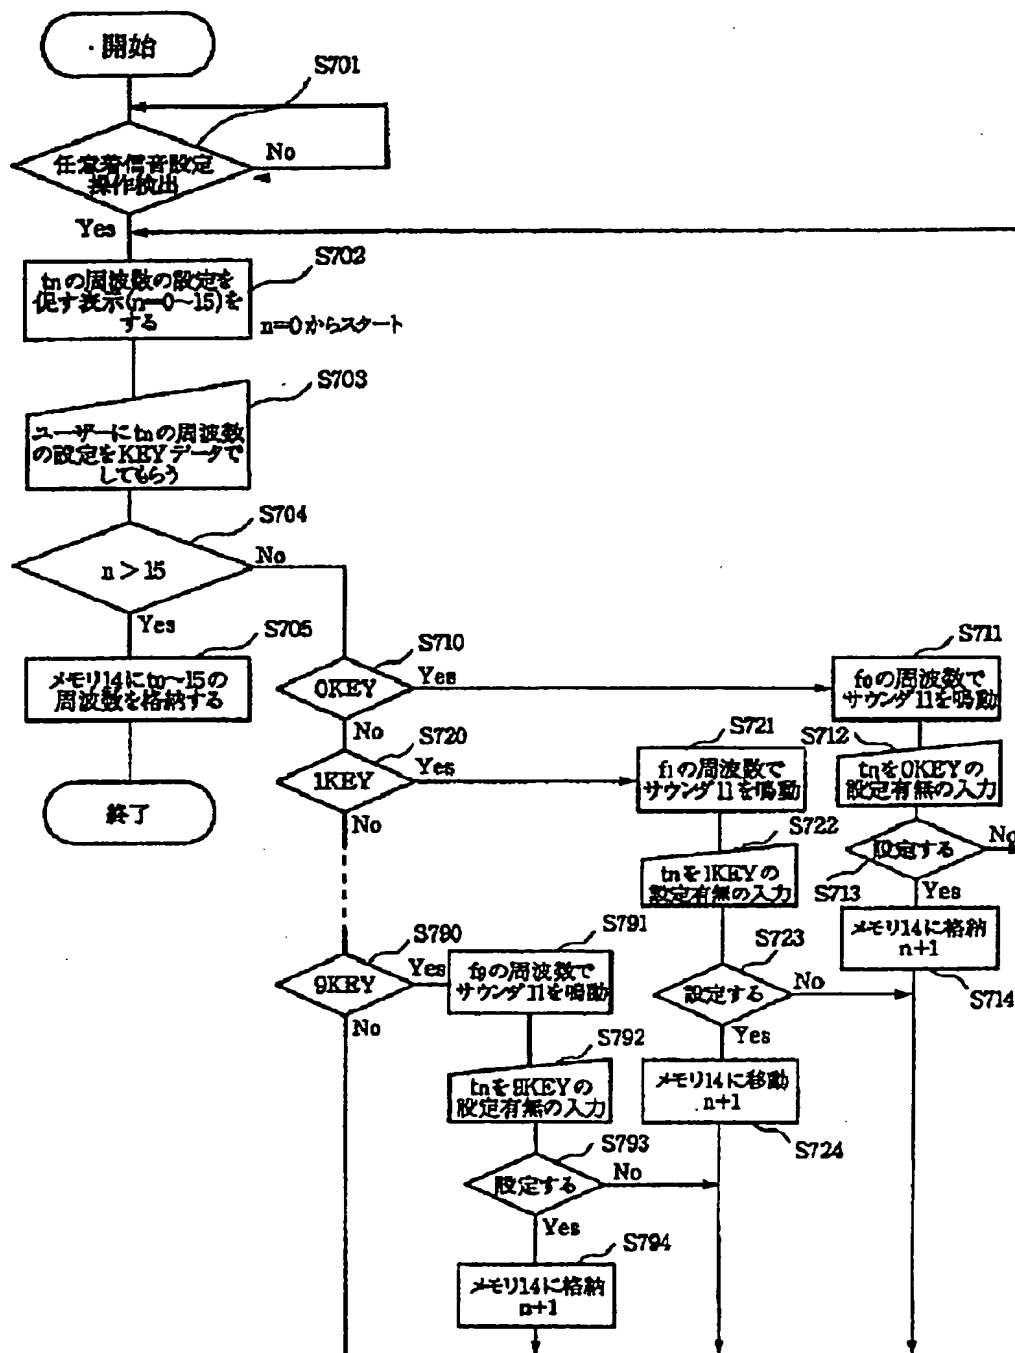 開始
S701
任意着信音設定
操作検出
No
Yes
S702
tnの周波数の設定を
促す表示(n=0~15)を
する
n=0からスタート
S703
ユーザーにtnの周波数
の設定をKEYデータで
してもらう
S704
n>15
No
Yes
S705
メモリ14にt0~15の
周波数を格納する
終了
S710
0KEY
Yes
No
S711
f0の周波数で
サウンダ11を鳴動
S712
tnを0KEYの
設定有無の入力
設定する
No
S713
Yes
メモリ14に格納
n+1
S714
S720
1KEY
Yes
No
S721
f1の周波数で
サウンダ11を鳴動
S722
tnを1KEYの
設定有無の入力
S723
設定する
No
Yes
メモリ14に移動
n+1
S724
S790
9KEY
Yes
No
S791
f9の周波数で
サウンダ11を鳴動
S792
tnを9KEYの
設定有無の入力
S793
設定する
No
Yes
S794
メモリ14に格納
n+1